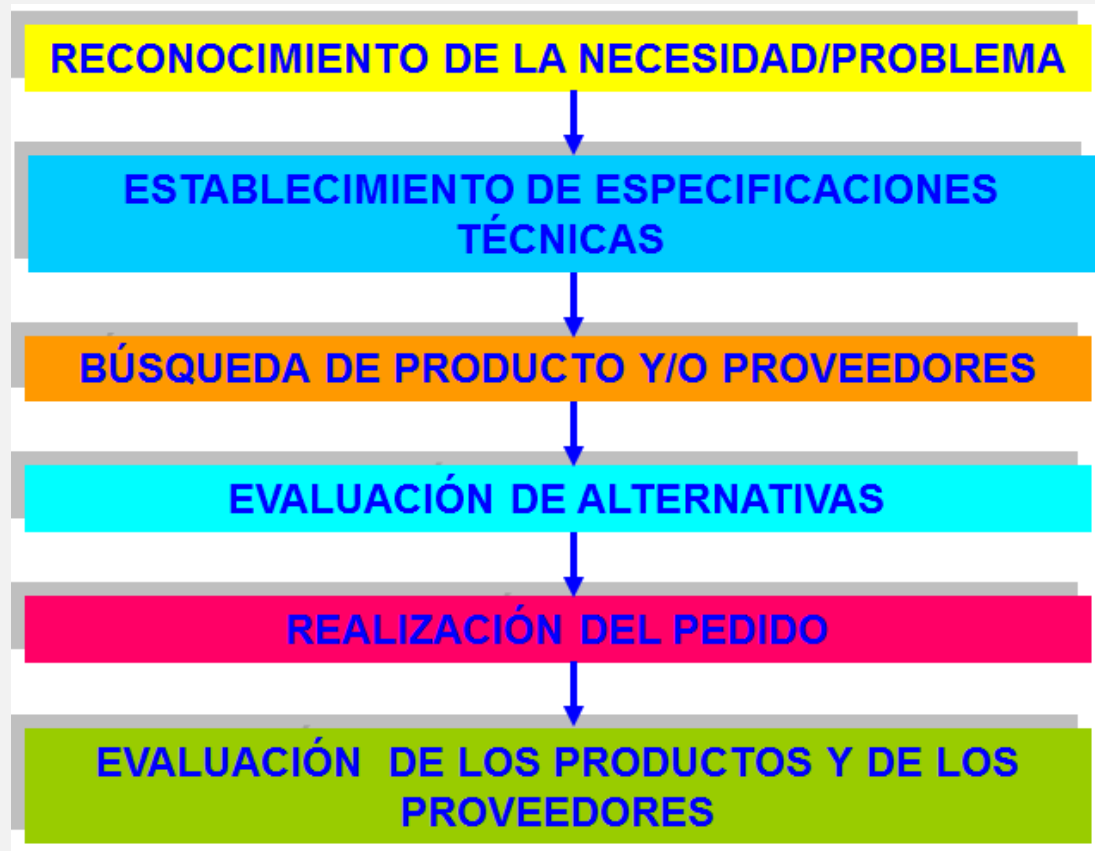 RECONOCIMIENTO DE LA NECESIDAD/PROBLEMA
ESTABLECIMIENTO DE ESPECIFICACIONES
TÉCNICAS
BÚSQUEDA DE PRODUCTO Y/O PROVEEDORES
EVALUACIÓN DE ALTERNATIVAS
REALIZACIÓN DEL PEDIDO
EVALUACIÓN DE LOS PRODUCTOS Y DE LOS
PROVEEDORES